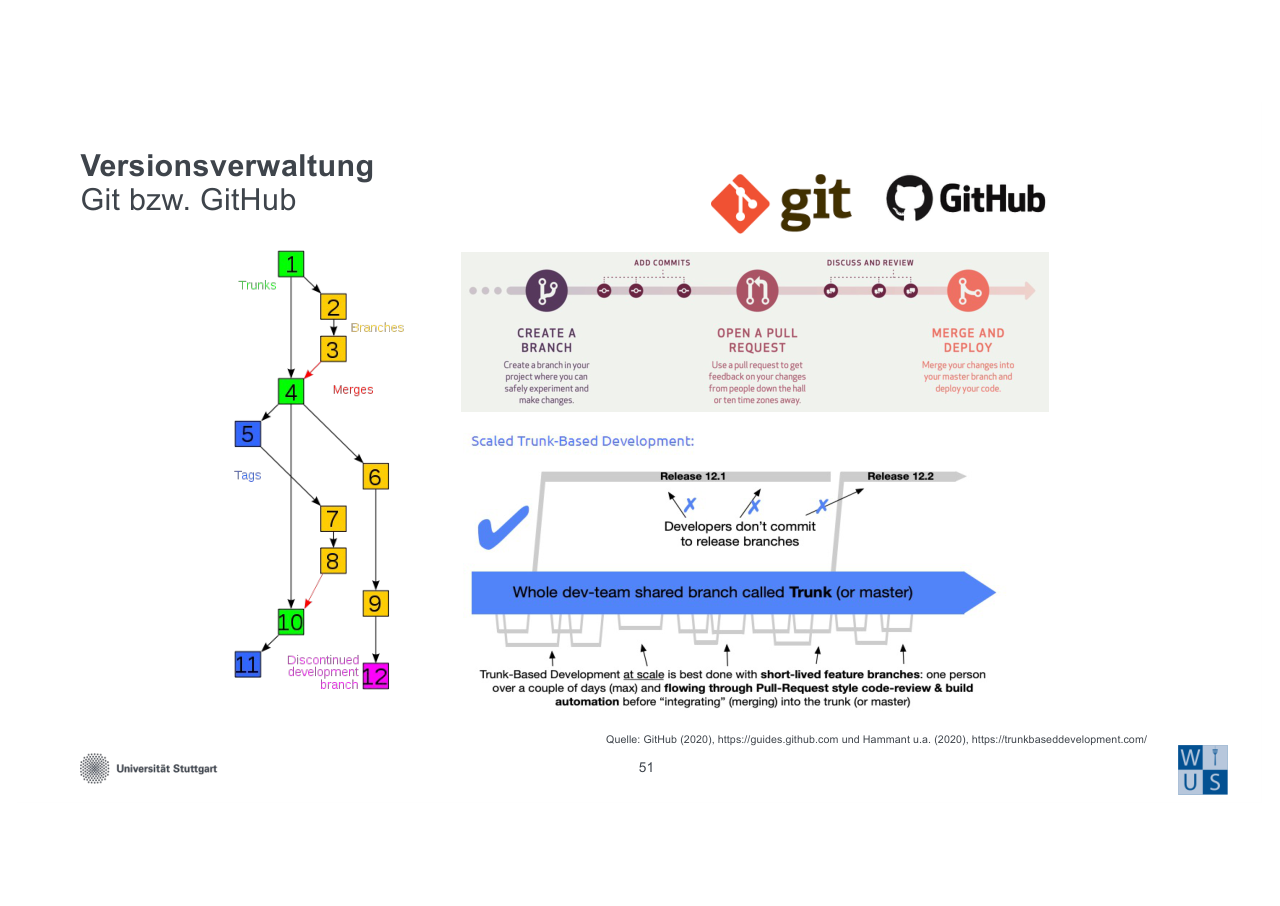 Versionsverwaltung
Git bzw. GitHub
git
GitHub
1
Trunks
2
Branches
3
4
Merges
5
Tags
6
7
8
9
10
11
Discontinued
development
branch
12
ADD COMMITS
DISCUSS AND REVIEW
CREATE A
BRANCH
Create a branch in your
project where you can
safely experiment and
make changes.
OPEN A PULL
REQUEST
Use a pull request to get
feedback on your changes
from people down the hall
or ten time zones away.
MERGE AND
DEPLOY
Merge your changes into
your master branch and
deploy your code.
Scaled Trunk-Based Development:
Release 12.1
Release 12.2
Developers don't commit
to release branches
Whole dev-team shared branch called Trunk (or master)
Trunk-Based Development at scale is best done with short-lived feature branches: one person
over a couple of days (max) and flowing through Pull-Request style code-review & build
automation before “integrating” (merging) into the trunk (or master)
Quelle: GitHub (2020), https://guides.github.com und Hammant u.a. (2020), https://trunkbaseddevelopment.com/
Universität Stuttgart
51
W
U S